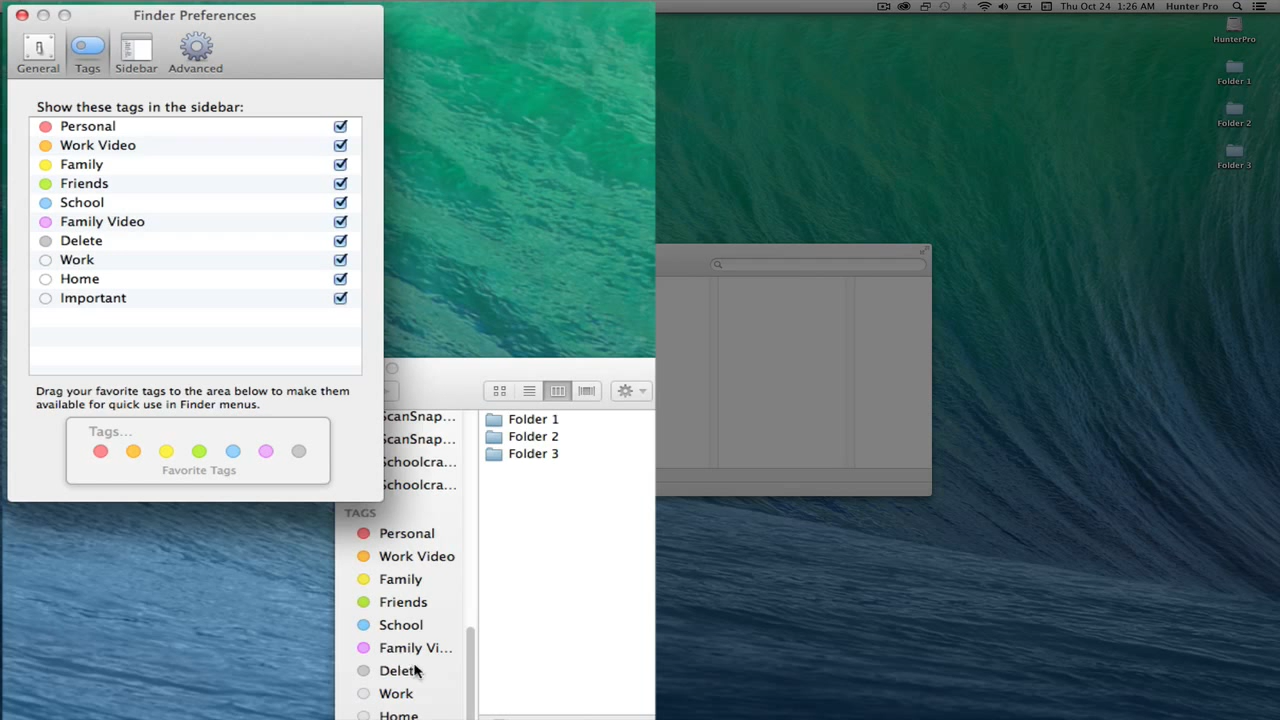 Finder Preferences
General Tags Sidebar Advanced
Show these tags in the sidebar:
Personal
Work Video
Family
Friends
School
Family Video
Delete
Work
Home
Important
Drag your favorite tags to the area below to make them
available for quick use in Finder menus.
Tags...
Favorite Tags
ScanSnap...
ScanSnap...
Schoolcra...
Schoolcra...
TAGS
Personal
Work Video
Family
Friends
School
Family Vi...
Delete
Work
Home
Folder 1
Folder 2
Folder 3
Thu Oct 24 1:26 AM Hunter Pro
HunterPro
Folder 1
Folder 2
Folder 3